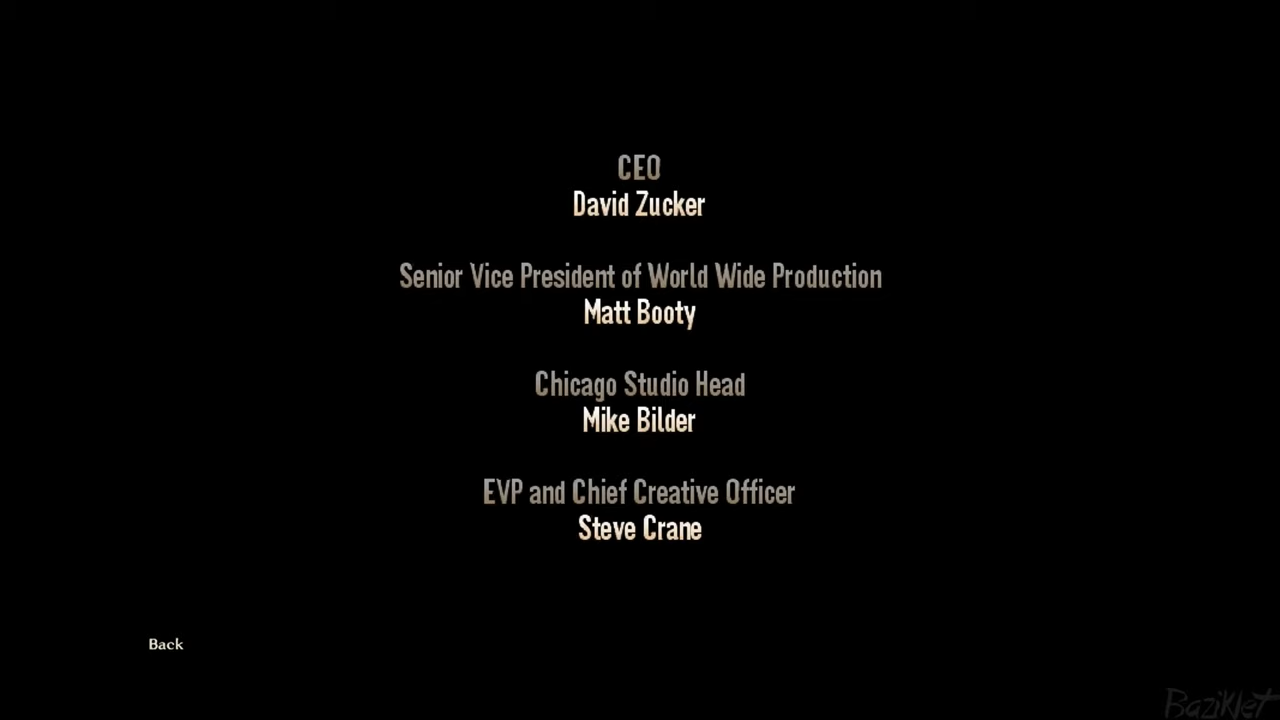 CEO
David Zucker
Senior Vice President of World Wide Production
Matt Booty
Chicago Studio Head
Mike Bilder
EVP and Chief Creative Officer
Steve Crane
Back
Baziklet